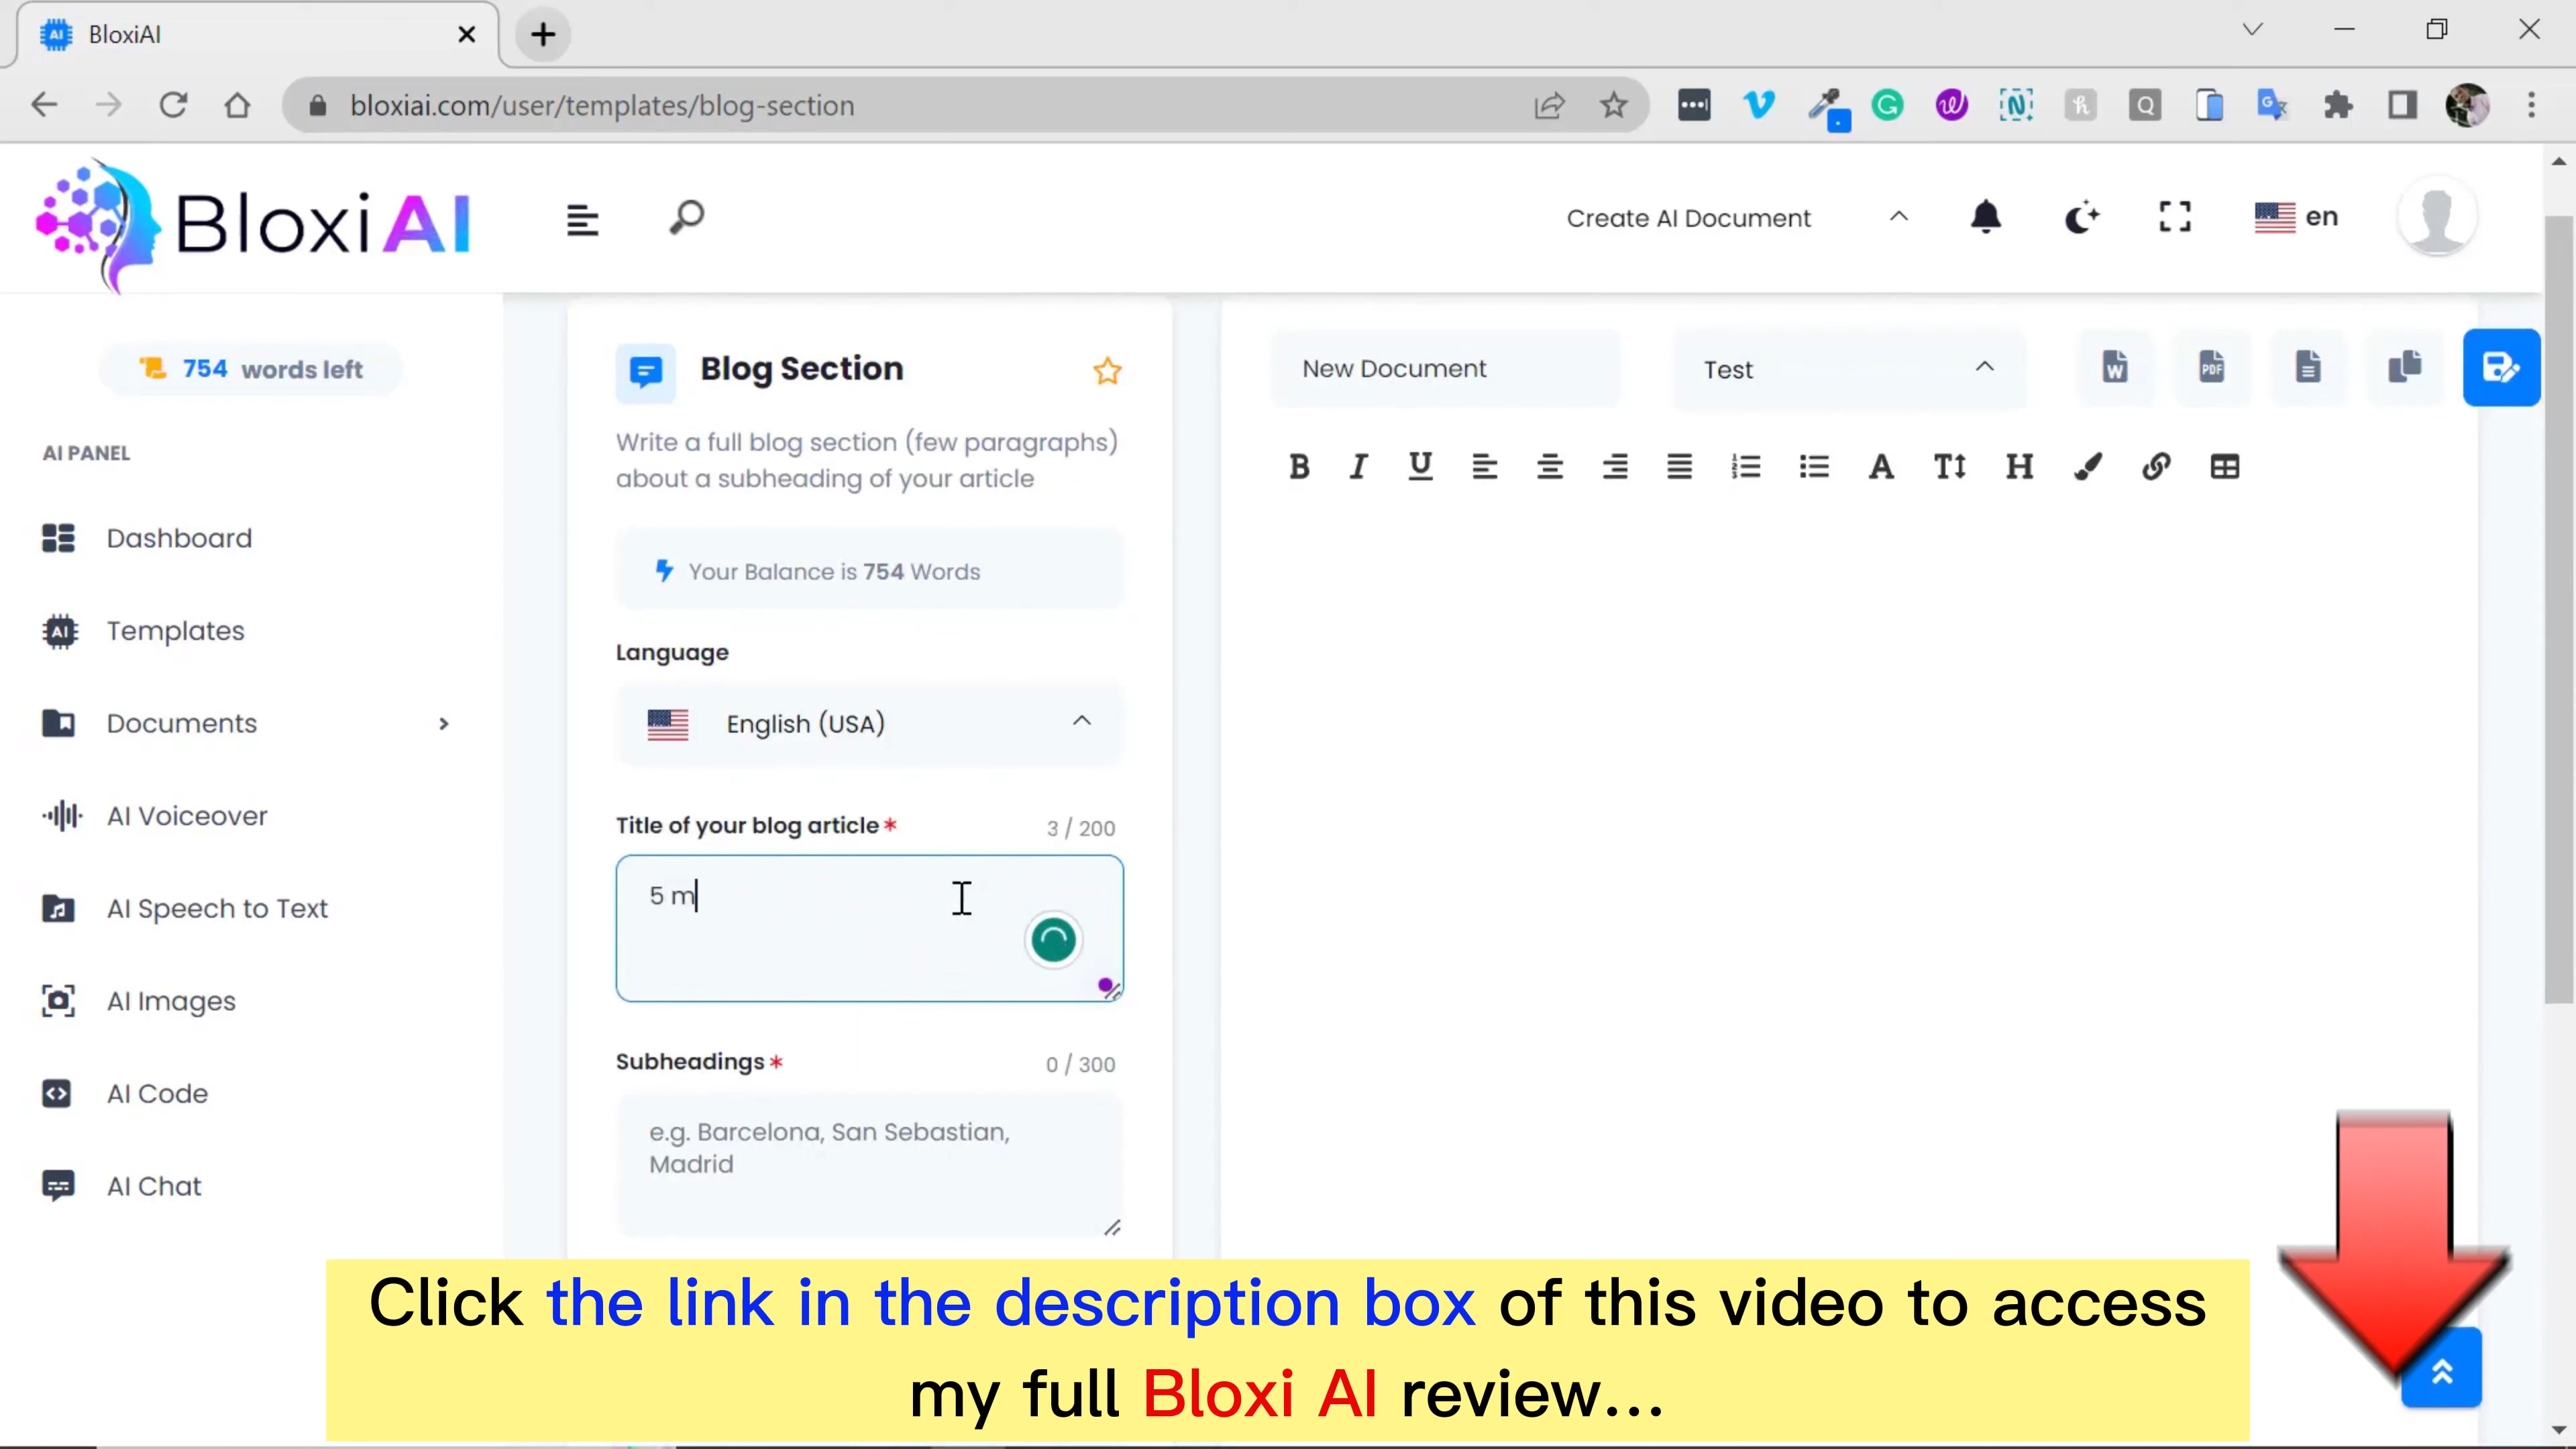 BloxiAI
bloxiai.com/user/templates/blog-section
BloxiAI
Create AI Document
en
754 words left
AI PANEL
Dashboard
Templates
Documents
AI Voiceover
AI Speech to Text
AI Images
AI Code
AI Chat
Blog Section
Write a full blog section (few paragraphs)
about a subheading of your article
Your Balance is 754 Words
Language
English (USA)
Title of your blog article * 3 / 200
5 m
Subheadings * 0 / 300
e.g. Barcelona, San Sebastian,
Madrid
New Document
Test
Click the link in the description box of this video to access
my full Bloxi AI review...